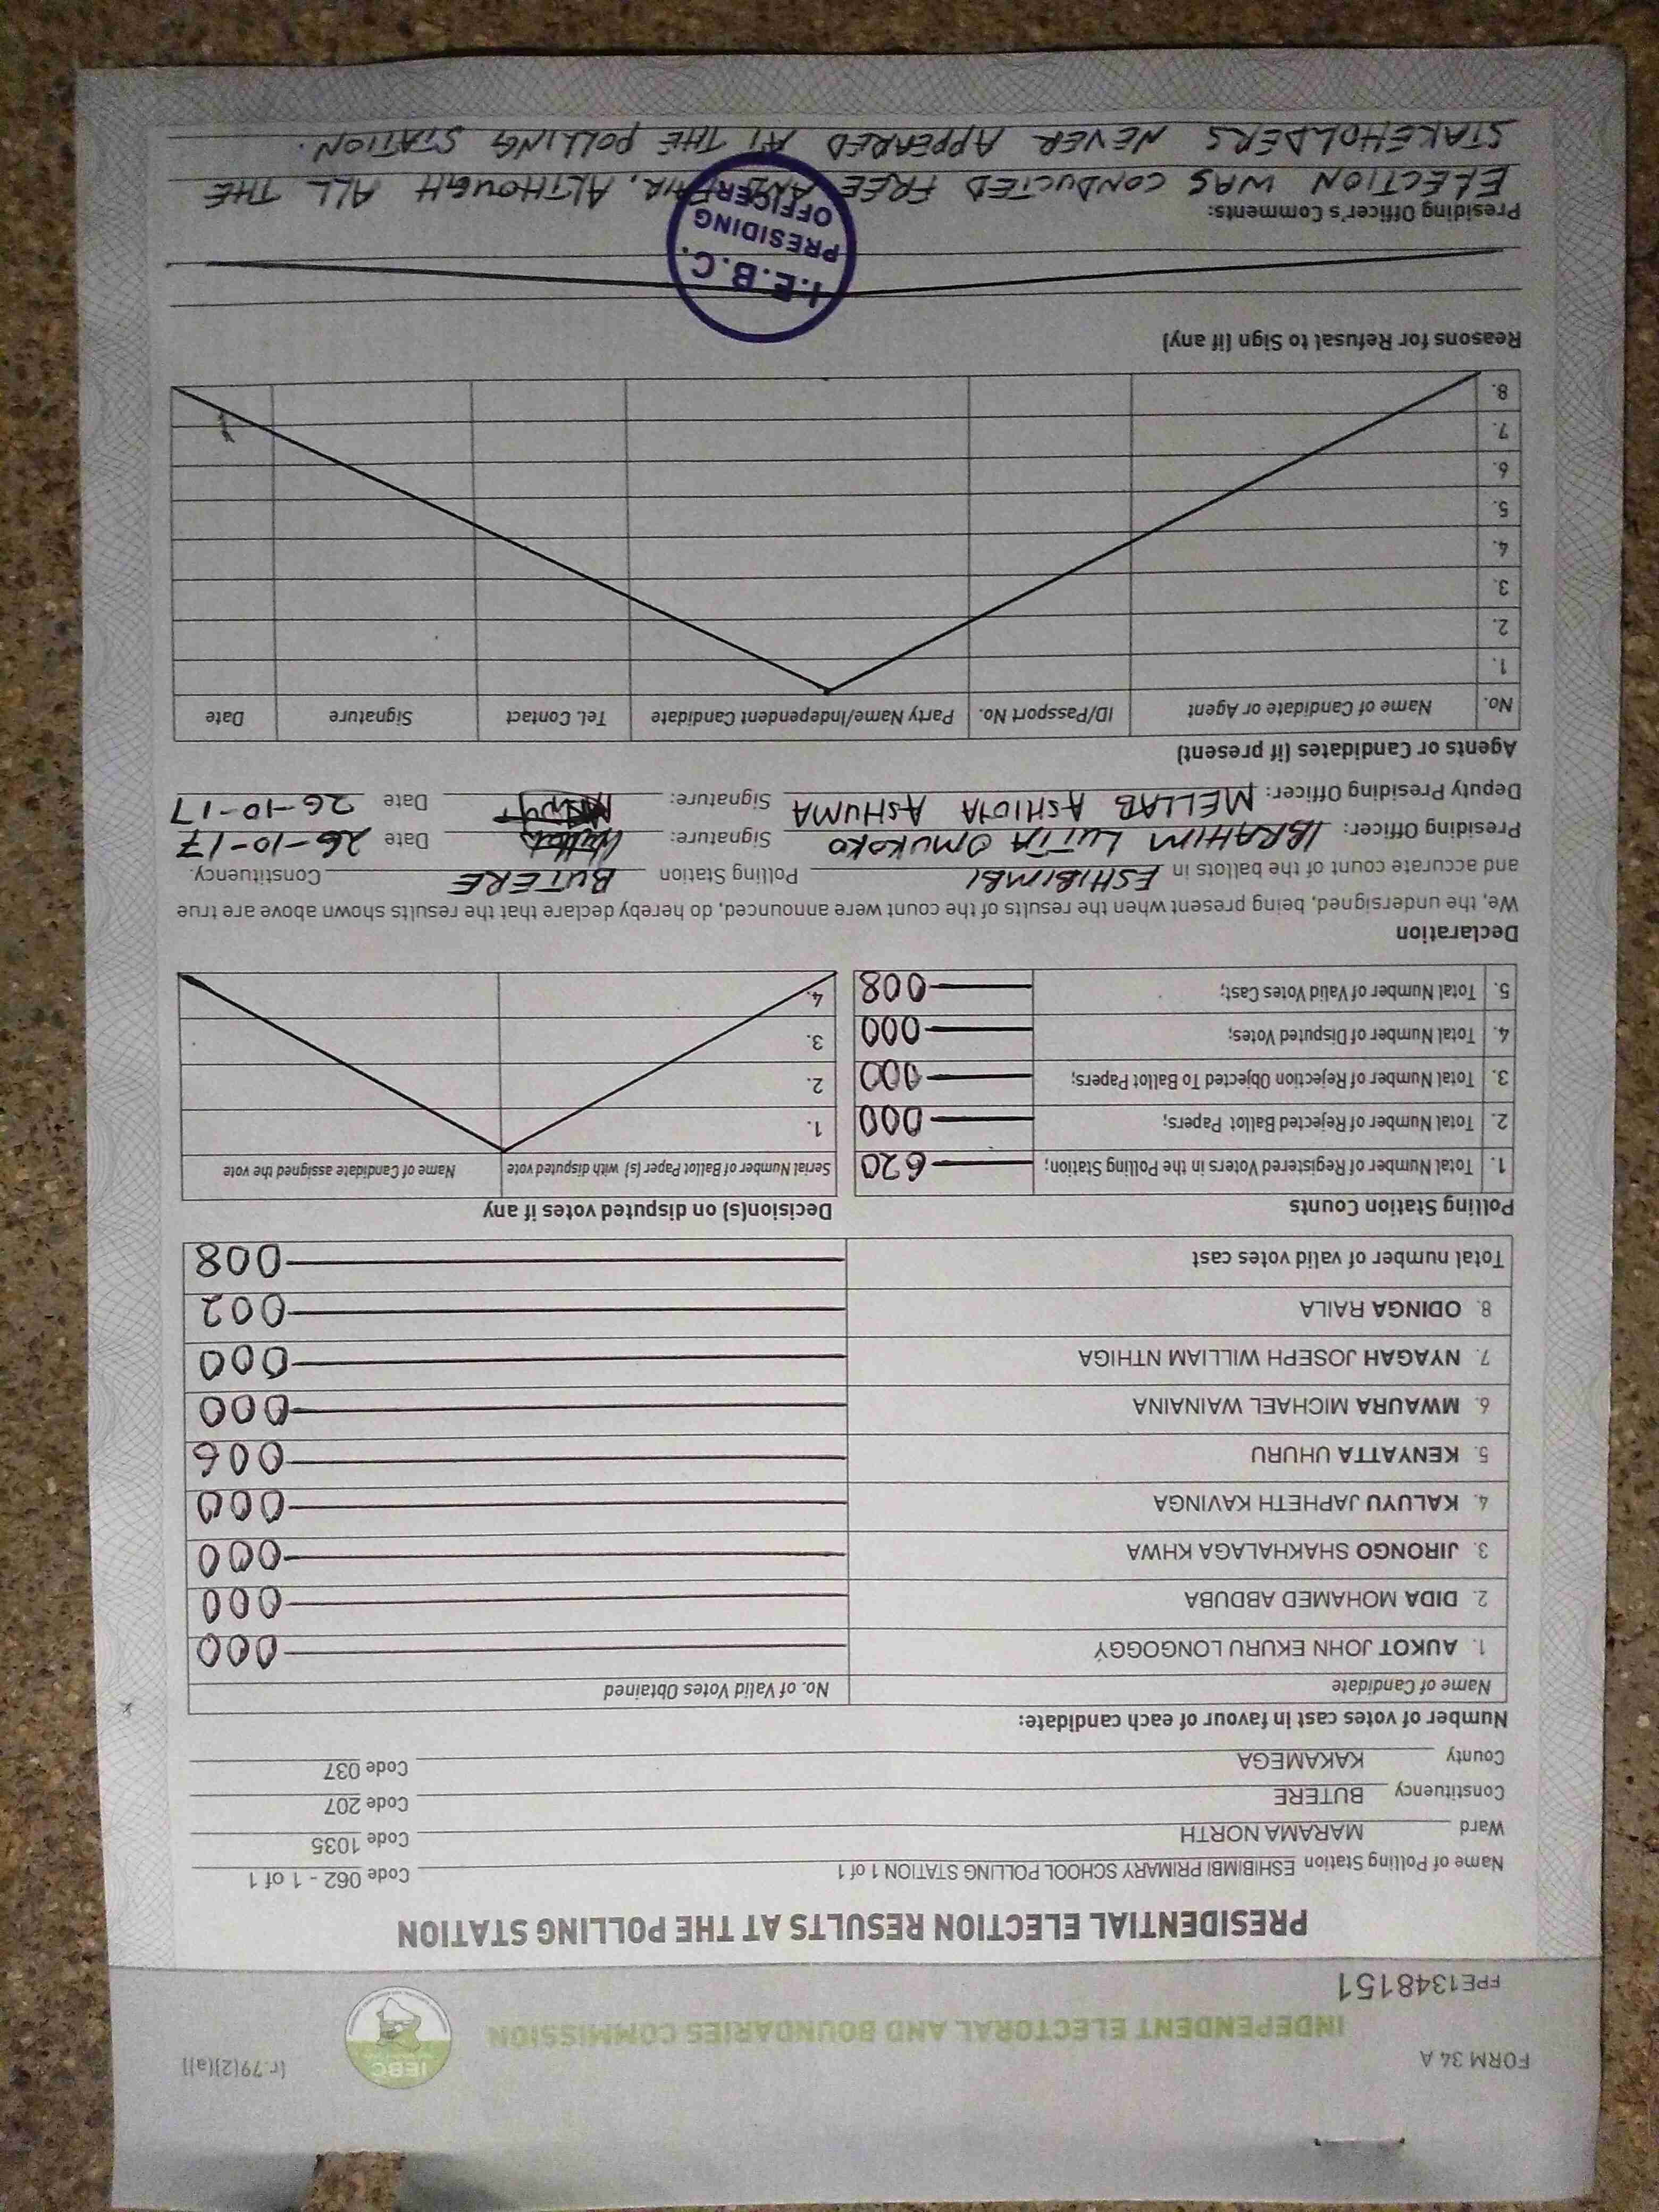 FORM 34 A
(r.79(2)(a))
IEBC
INDEPENDENT ELECTORAL AND BOUNDARIES COMMISSION
FPE1348151
PRESIDENTIAL ELECTION RESULTS AT THE POLLING STATION
Name of Polling Station ESHIBIMBI PRIMARY SCHOOL POLLING STATION 1 of 1 Code 062 - 1 of 1
Ward MARAMA NORTH Code 1035
Constituency BUTERE Code 207
County KAKAMEGA Code 037
Number of votes cast in favour of each candidate:
Name of Candidate No. of Valid Votes Obtained
1. AUKOT JOHN EKURU LONGOGGY 000
2. DIDA MOHAMED ABDUBA 000
3. JIRONGO SHAKHALAGA KHWA 000
4. KALUYU JAPHETH KAVINGA 000
5. KENYATTA UHURU 006
6. MWAURA MICHAEL WAINAINA 000
7. NYAGAH JOSEPH WILLIAM NTHIGA 000
8. ODINGA RAILA 002
Total number of valid votes cast 008
Polling Station Counts
1. Total Number of Registered Voters in the Polling Station; 620
2. Total Number of Rejected Ballot Papers; 000
3. Total Number of Rejection Objected To Ballot Papers; 000
4. Total Number of Disputed Votes; 000
5. Total Number of Valid Votes Cast; 008
Decision(s) on disputed votes if any
Serial Number of Ballot Paper (s) with disputed vote Name of Candidate assigned the vote
1.
2.
3.
4.
Declaration
We, the undersigned, being present when the results of the count were announced, do hereby declare that the results shown above are true
and accurate count of the ballots in ESHIBIMBI Polling Station BUTERE Constituency.
Presiding Officer: IBRAHIM LUTTA OMUKOKO Signature: Date 26-10-17
Deputy Presiding Officer: MELLAB ASHIOYA ASHUMA Signature: Date 26-10-17
Agents or Candidates (if present)
No. Name of Candidate or Agent ID/Passport No. Party Name/Independent Candidate Tel. Contact Signature Date
1.
2.
3.
4.
5.
6.
7.
8.
Reasons for Refusal to Sign (if any)
I.E.B.C.
PRESIDING
OFFICER
Presiding Officer's Comments:
ELECTION WAS CONDUCTED FREE AND FAIR, ALTHOUGH ALL THE
STAKEHOLDERS NEVER APPEARED AT THE POLLING STATION.